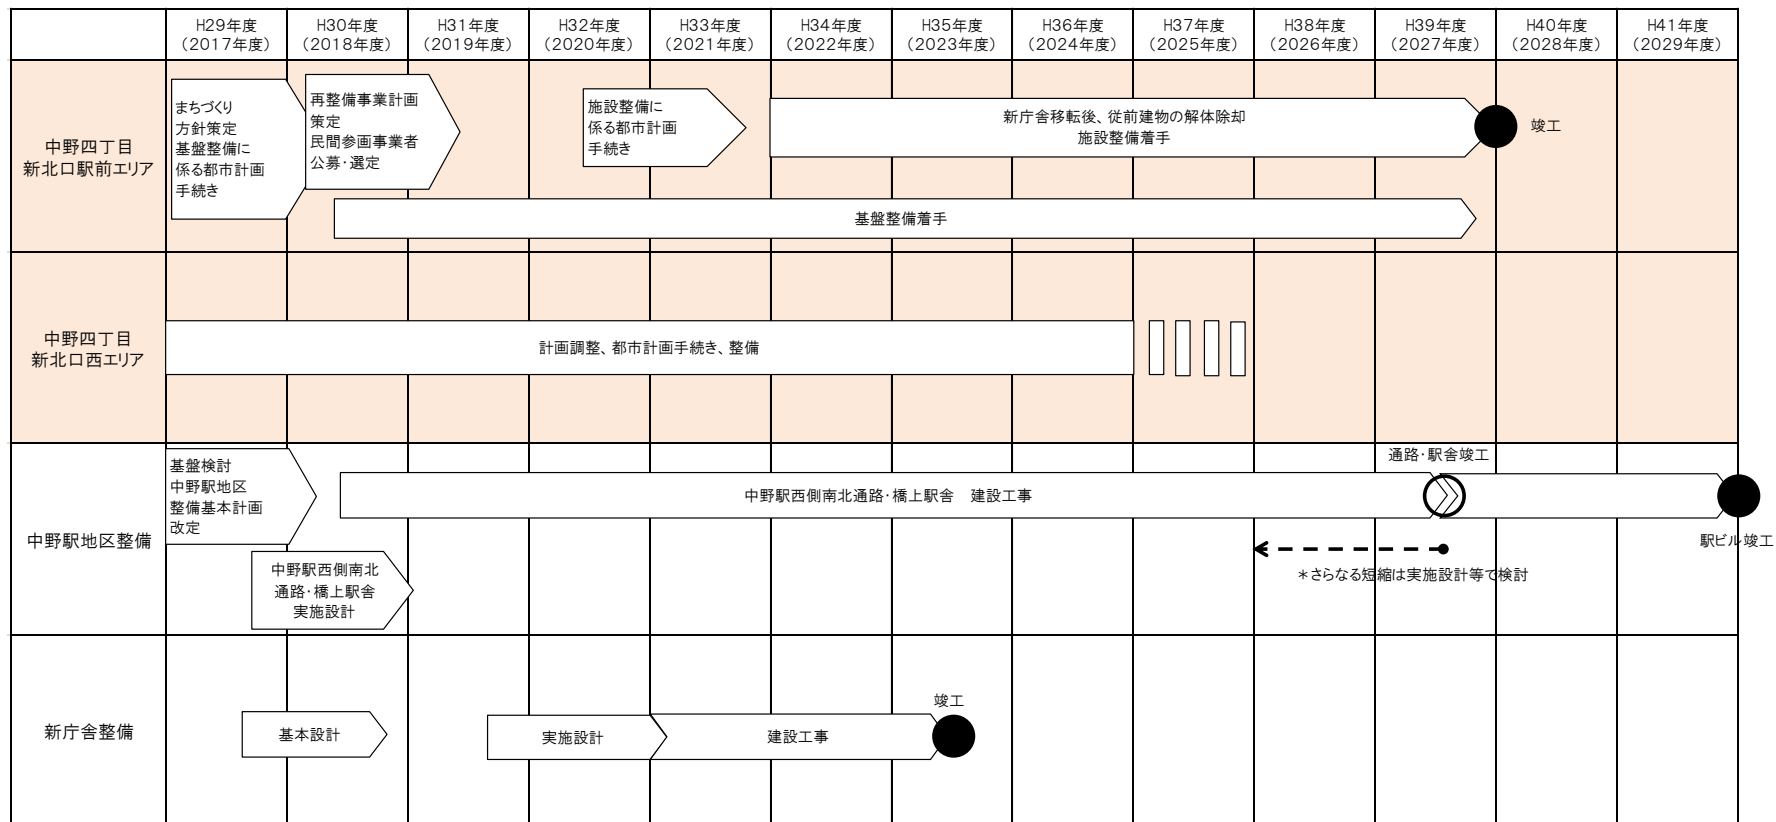 H29年度
（2017年度）
H30年度
（2018年度）
H31年度
（2019年度）
H32年度
（2020年度）
H33年度
（2021年度）
H34年度
（2022年度）
H35年度
（2023年度）
H36年度
（2024年度）
H37年度
（2025年度）
H38年度
（2026年度）
H39年度
（2027年度）
H40年度
（2028年度）
H41年度
（2029年度）
中野四丁目
新北口駅前エリア
まちづくり
方針策定
基盤整備に
係る都市計画
手続き
再整備事業計画
策定
民間参画事業者
公募・選定
施設整備に
係る都市計画
手続き
新庁舎移転後、従前建物の解体除却
施設整備着手
竣工
基盤整備着手
中野四丁目
新北口西エリア
計画調整、都市計画手続き、整備
中野駅地区整備
基盤検討
中野駅地区
整備基本計画
改定
中野駅西側南北
通路・橋上駅舎
実施設計
中野駅西側南北通路・橋上駅舎　建設工事
通路・駅舎竣工
駅ビル竣工
＊さらなる短縮は実施設計等で検討
新庁舎整備
基本設計
実施設計
建設工事
竣工